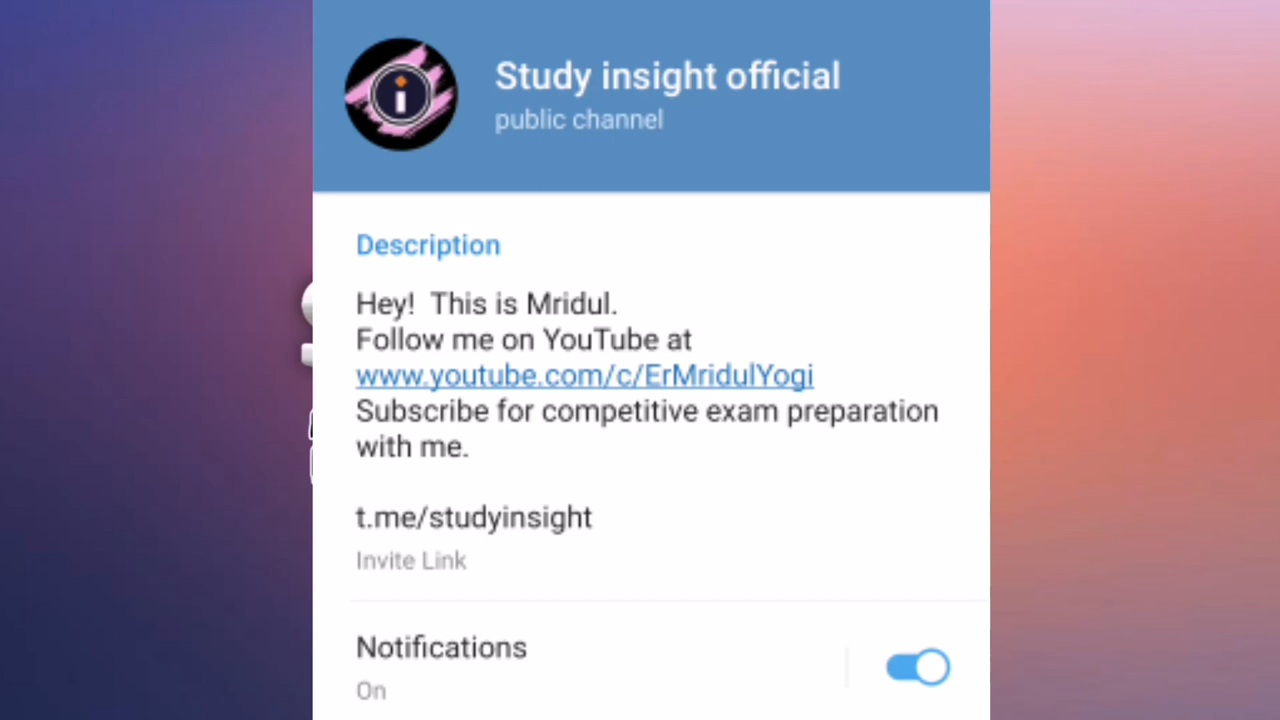 Study insight official
public channel
Description
Hey! This is Mridul.
Follow me on YouTube at
www.youtube.com/c/ErMridulYogi
Subscribe for competitive exam preparation
with me.
t.me/studyinsight
Invite Link
Notifications
On